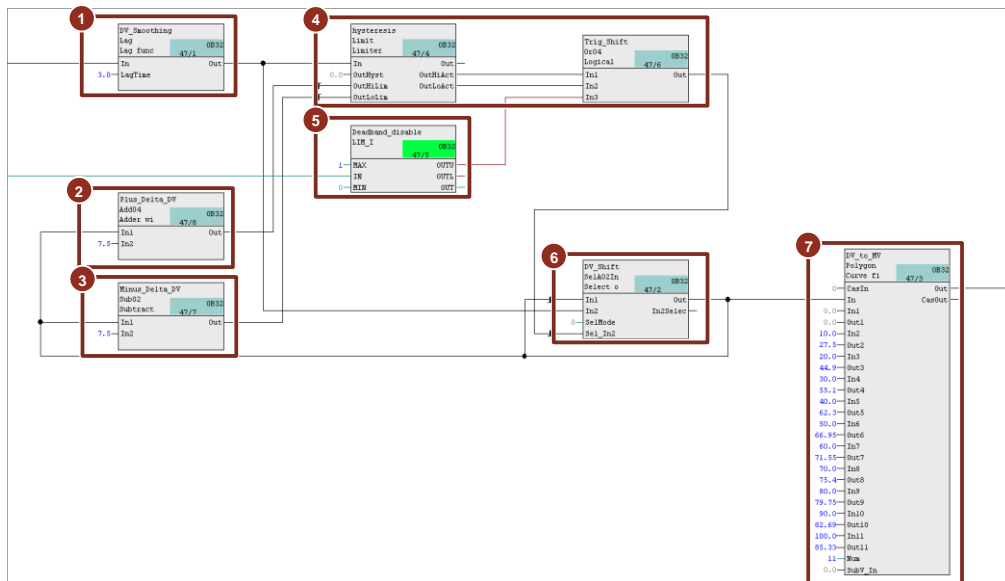 1
DV_Smoothing
Lag
Lag func
OB32
47/1
In Out
3.0 LagTime
2
Plus_Delta_DV
Add04
Adder wi
OB32
47/8
In1 Out
7.5 In2
3
Minus_Delta_DV
Sub02
Subtract
OB32
47/7
In1 Out
7.5 In2
4
hysteresis
Limit
Limiter
OB32
47/4
In Out
0.0 OutHyst OutHiAct
OutHiLim OutLoAct
OutLoLim
Trig_Shift
Or04
Logical
OB32
47/6
In1 Out
In2
In3
5
Deadband_disable
LIM_I
OB32
47/5
1 MAX OUTU
IN OUTL
0 MIN OUT
6
DV_Shift
SelA02In
Select o
OB32
47/2
In1 Out
In2 In2Selec
0 SelMode
Sel_In2
7
DV_to_MV
Polygon
Curve fi
OB32
47/3
0 CasIn Out
In CasOut
0.0 In1
0.0 Out1
10.0 In2
27.5 Out2
20.0 In3
44.9 Out3
30.0 In4
55.1 Out4
40.0 In5
62.3 Out5
50.0 In6
66.95 Out6
60.0 In7
71.55 Out7
70.0 In8
75.4 Out8
80.0 In9
79.75 Out9
90.0 In10
82.69 Out10
100.0 In11
85.33 Out11
11 Num
0.0 SubV_In